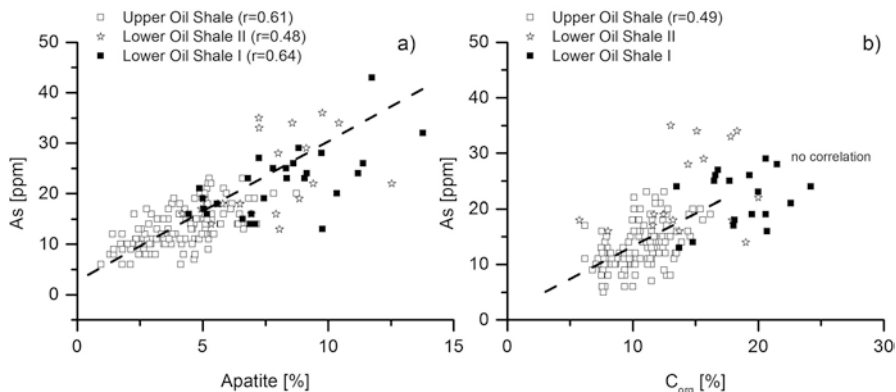 Upper Oil Shale (r=0.61)
Lower Oil Shale II (r=0.48)
Lower Oil Shale I (r=0.64)
a)
50
40
30
20
10
0
As [ppm]
0
5
10
15
Apatite [%]
Upper Oil Shale (r=0.49)
Lower Oil Shale II
Lower Oil Shale I
b)
no correlation
50
40
30
20
10
0
As [ppm]
0
10
20
30
Corg [%]